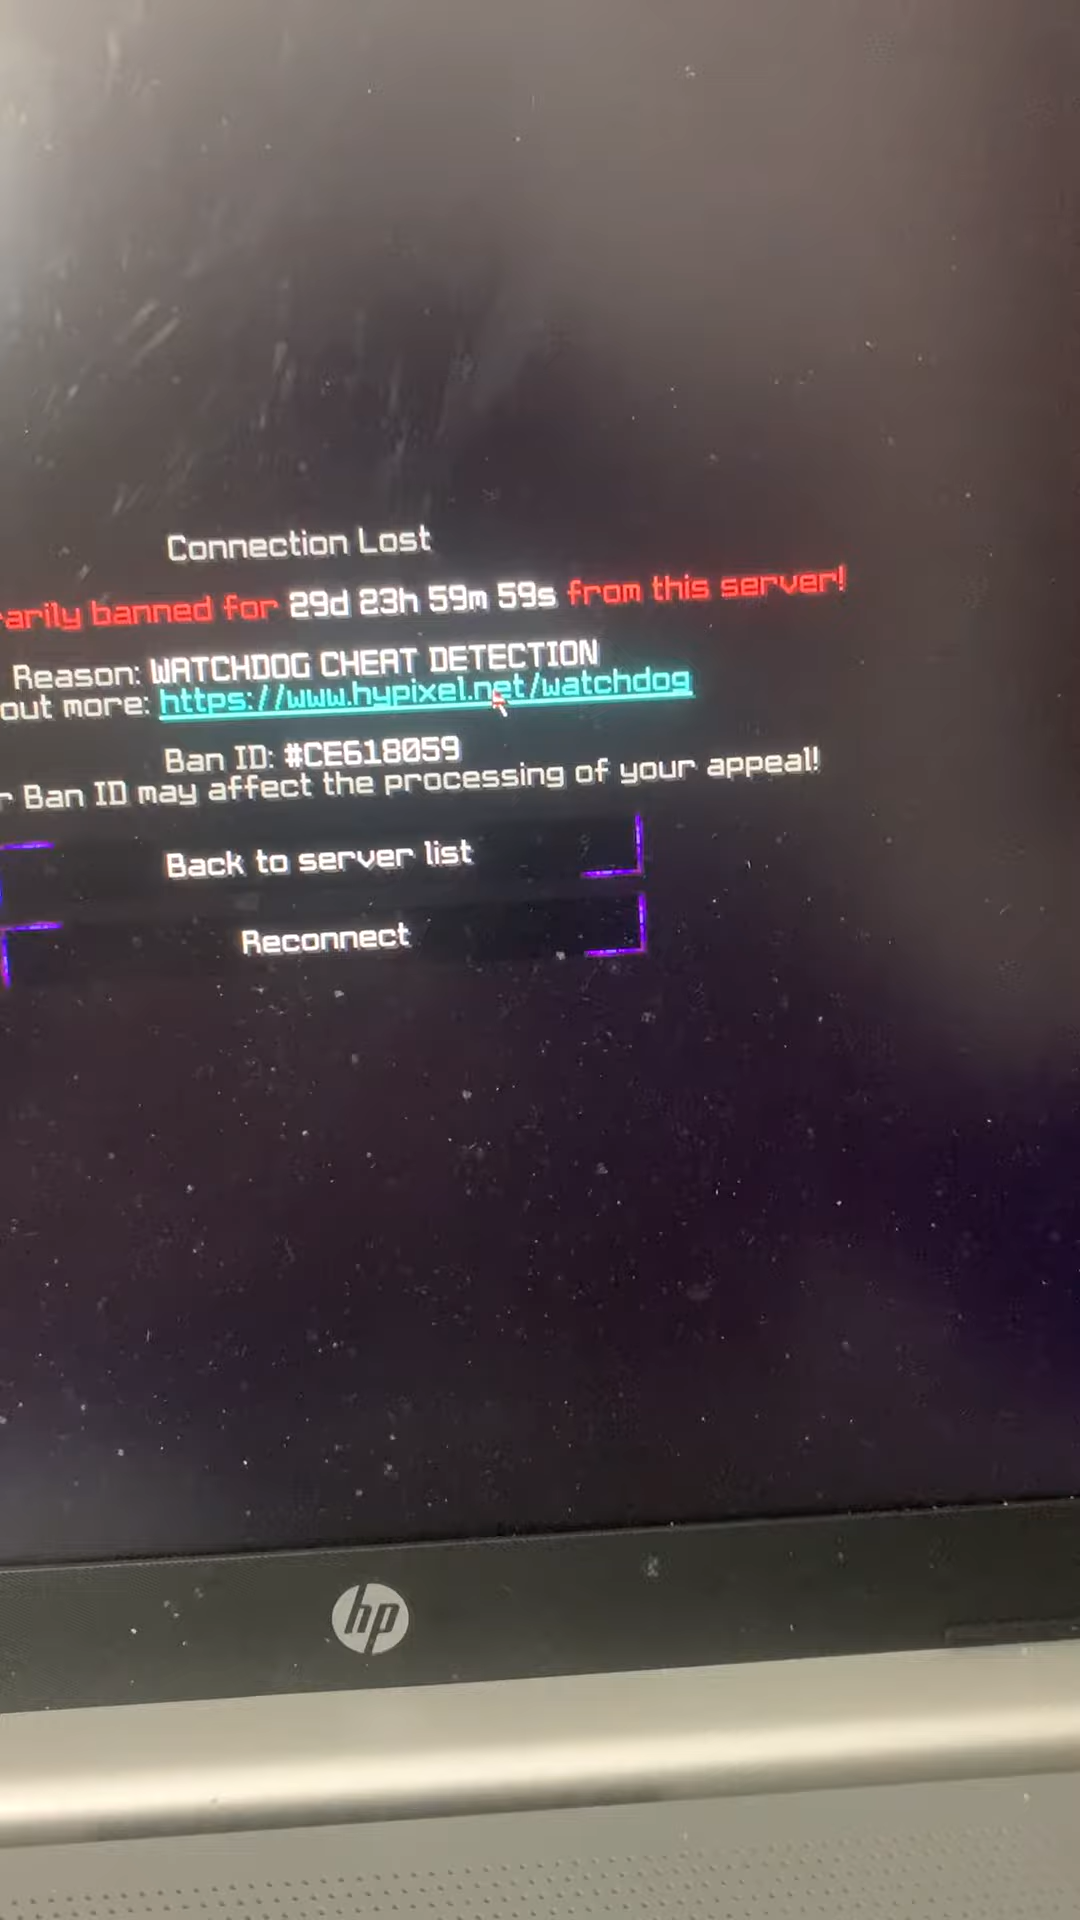 Connection Lost
banned for 29d 23h 59m 59s from this server!
Reason: WATCHDOG CHEAT DETECTION
out more: https://www.hypixel.net/watchdog
Ban ID: #CE618059
Ban ID may affect the processing of your appeal!
Back to server list
Reconnect
hp